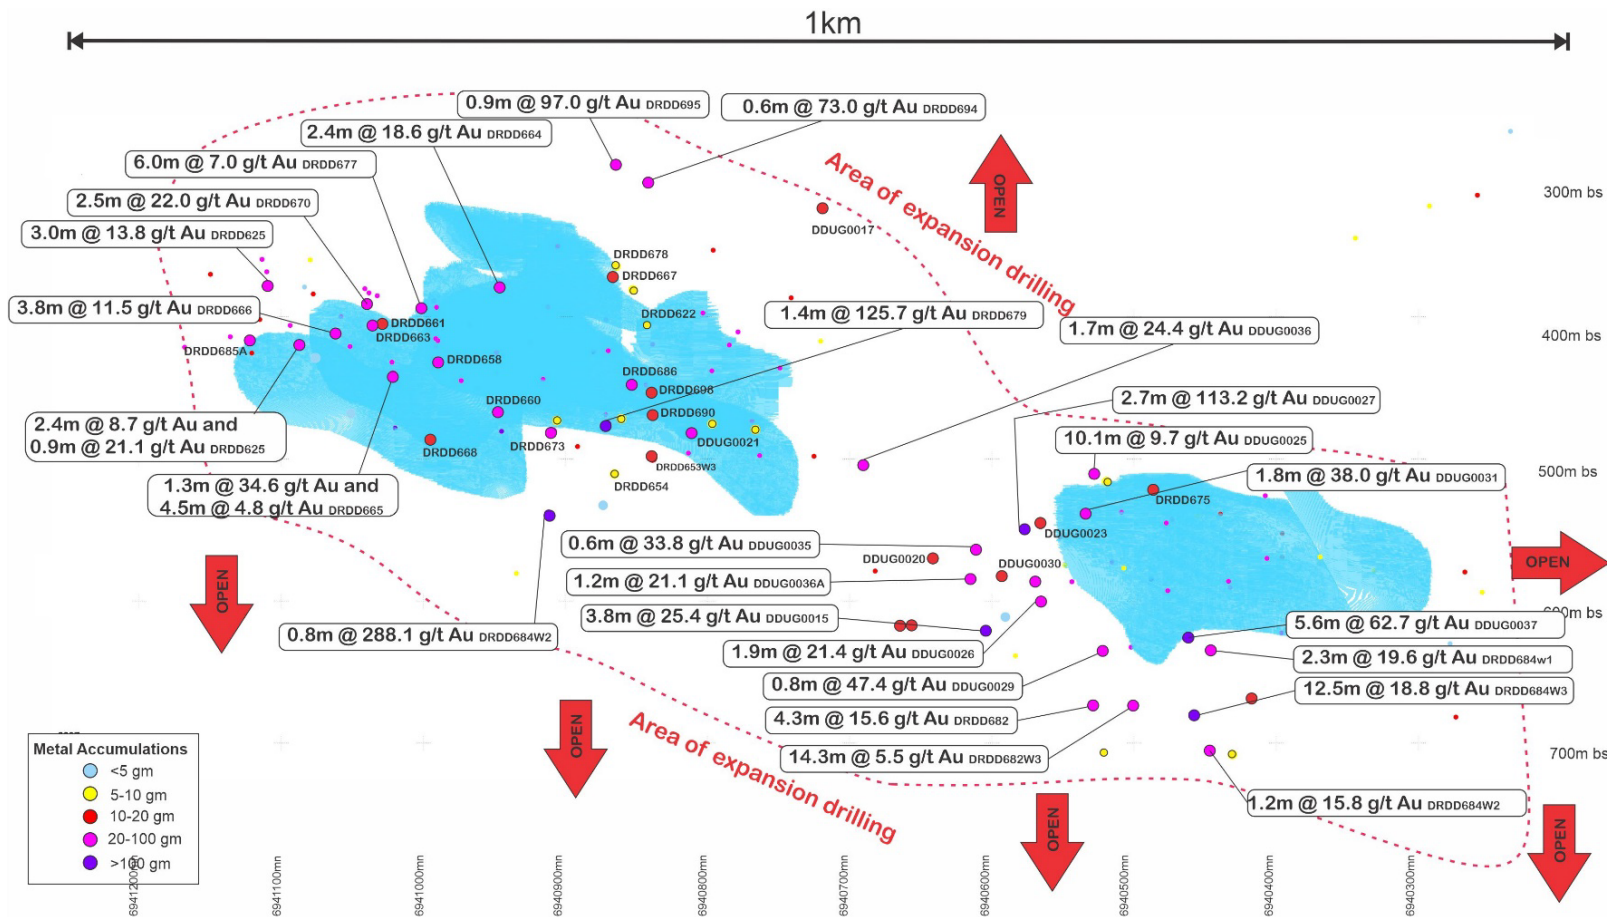 1km
0.9m @ 97.0 g/t Au DRDD695
0.6m @ 73.0 g/t Au DRDD694
2.4m @ 18.6 g/t Au DRDD664
6.0m @ 7.0 g/t Au DRDD677
2.5m @ 22.0 g/t Au DRDD670
3.0m @ 13.8 g/t Au DRDD625
3.8m @ 11.5 g/t Au DRDD666
Area of expansion drilling
OPEN
300m bs
DDUG0017
DRDD678
DRDD667
DRDD622
1.4m @ 125.7 g/t Au DRDD679
1.7m @ 24.4 g/t Au DDUG0036
400m bs
DRDD661
DRDD663
DRDD685A
DRDD658
DRDD686
DRDD698
DRDD660
DRDD690
2.7m @ 113.2 g/t Au DDUG0027
2.4m @ 8.7 g/t Au and
0.9m @ 21.1 g/t Au DRDD625
DRDD668
DRDD673
DDUG0021
10.1m @ 9.7 g/t Au DDUG0025
DRDD653W3
1.8m @ 38.0 g/t Au DDUG0031
500m bs
1.3m @ 34.6 g/t Au and
4.5m @ 4.8 g/t Au DRDD665
DRDD654
DRDD675
DDUG0023
0.6m @ 33.8 g/t Au DDUG0035
DDUG0020
DDUG0030
OPEN
OPEN
1.2m @ 21.1 g/t Au DDUG0036A
3.8m @ 25.4 g/t Au DDUG0015
600m bs
5.6m @ 62.7 g/t Au DDUG0037
0.8m @ 288.1 g/t Au DRDD684W2
1.9m @ 21.4 g/t Au DDUG0026
2.3m @ 19.6 g/t Au DRDD684w1
0.8m @ 47.4 g/t Au DDUG0029
12.5m @ 18.8 g/t Au DRDD684W3
4.3m @ 15.6 g/t Au DRDD682
OPEN
Area of expansion drilling
14.3m @ 5.5 g/t Au DRDD682W3
700m bs
1.2m @ 15.8 g/t Au DRDD684W2
OPEN
OPEN
Metal Accumulations
<5 gm
5-10 gm
10-20 gm
20-100 gm
>100 gm
6941200mn
6941100mn
6941000mn
6940900mn
6940800mn
6940700mn
6940600mn
6940500mn
6940400mn
6940300mn